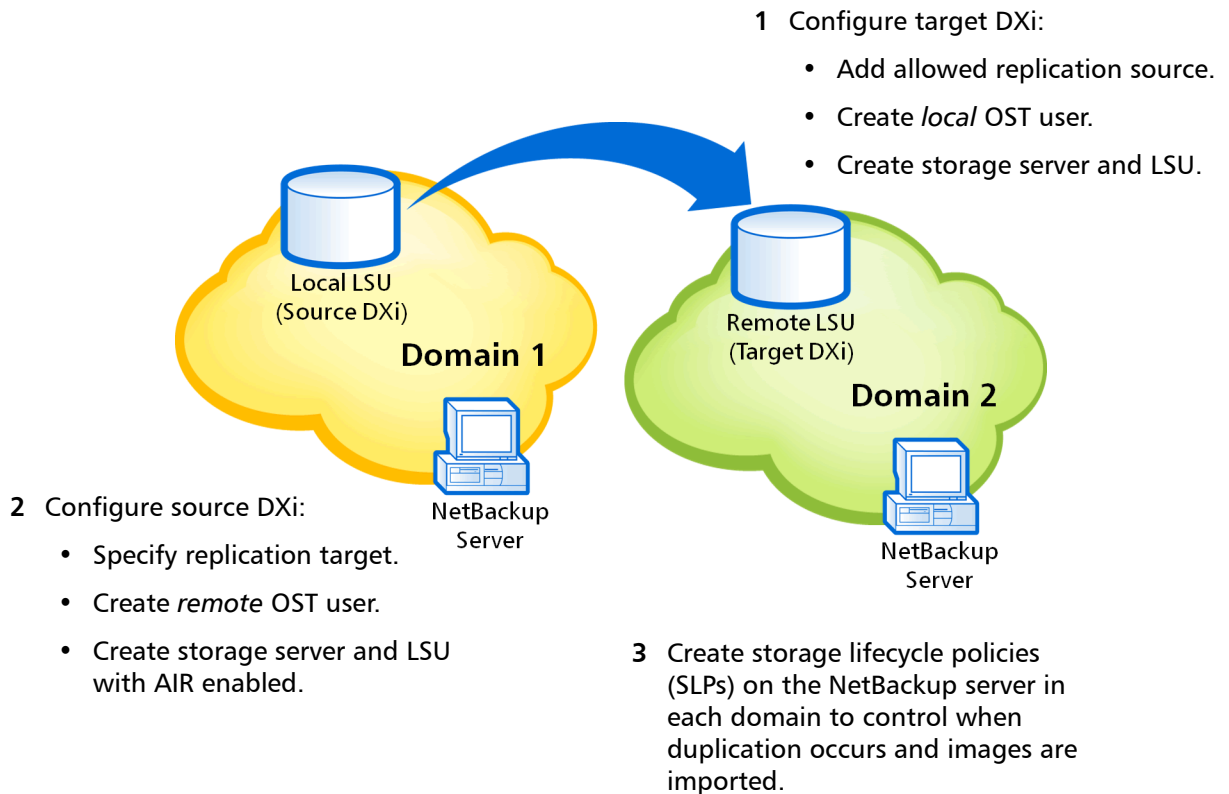 1 Configure target DXi:
• Add allowed replication source.
• Create local OST user.
• Create storage server and LSU.
Local LSU
(Source DXi)
Domain 1
NetBackup
Server
Remote LSU
(Target DXi)
Domain 2
NetBackup
Server
2 Configure source DXi:
• Specify replication target.
• Create remote OST user.
• Create storage server and LSU
with AIR enabled.
3 Create storage lifecycle policies
(SLPs) on the NetBackup server in
each domain to control when
duplication occurs and images are
imported.